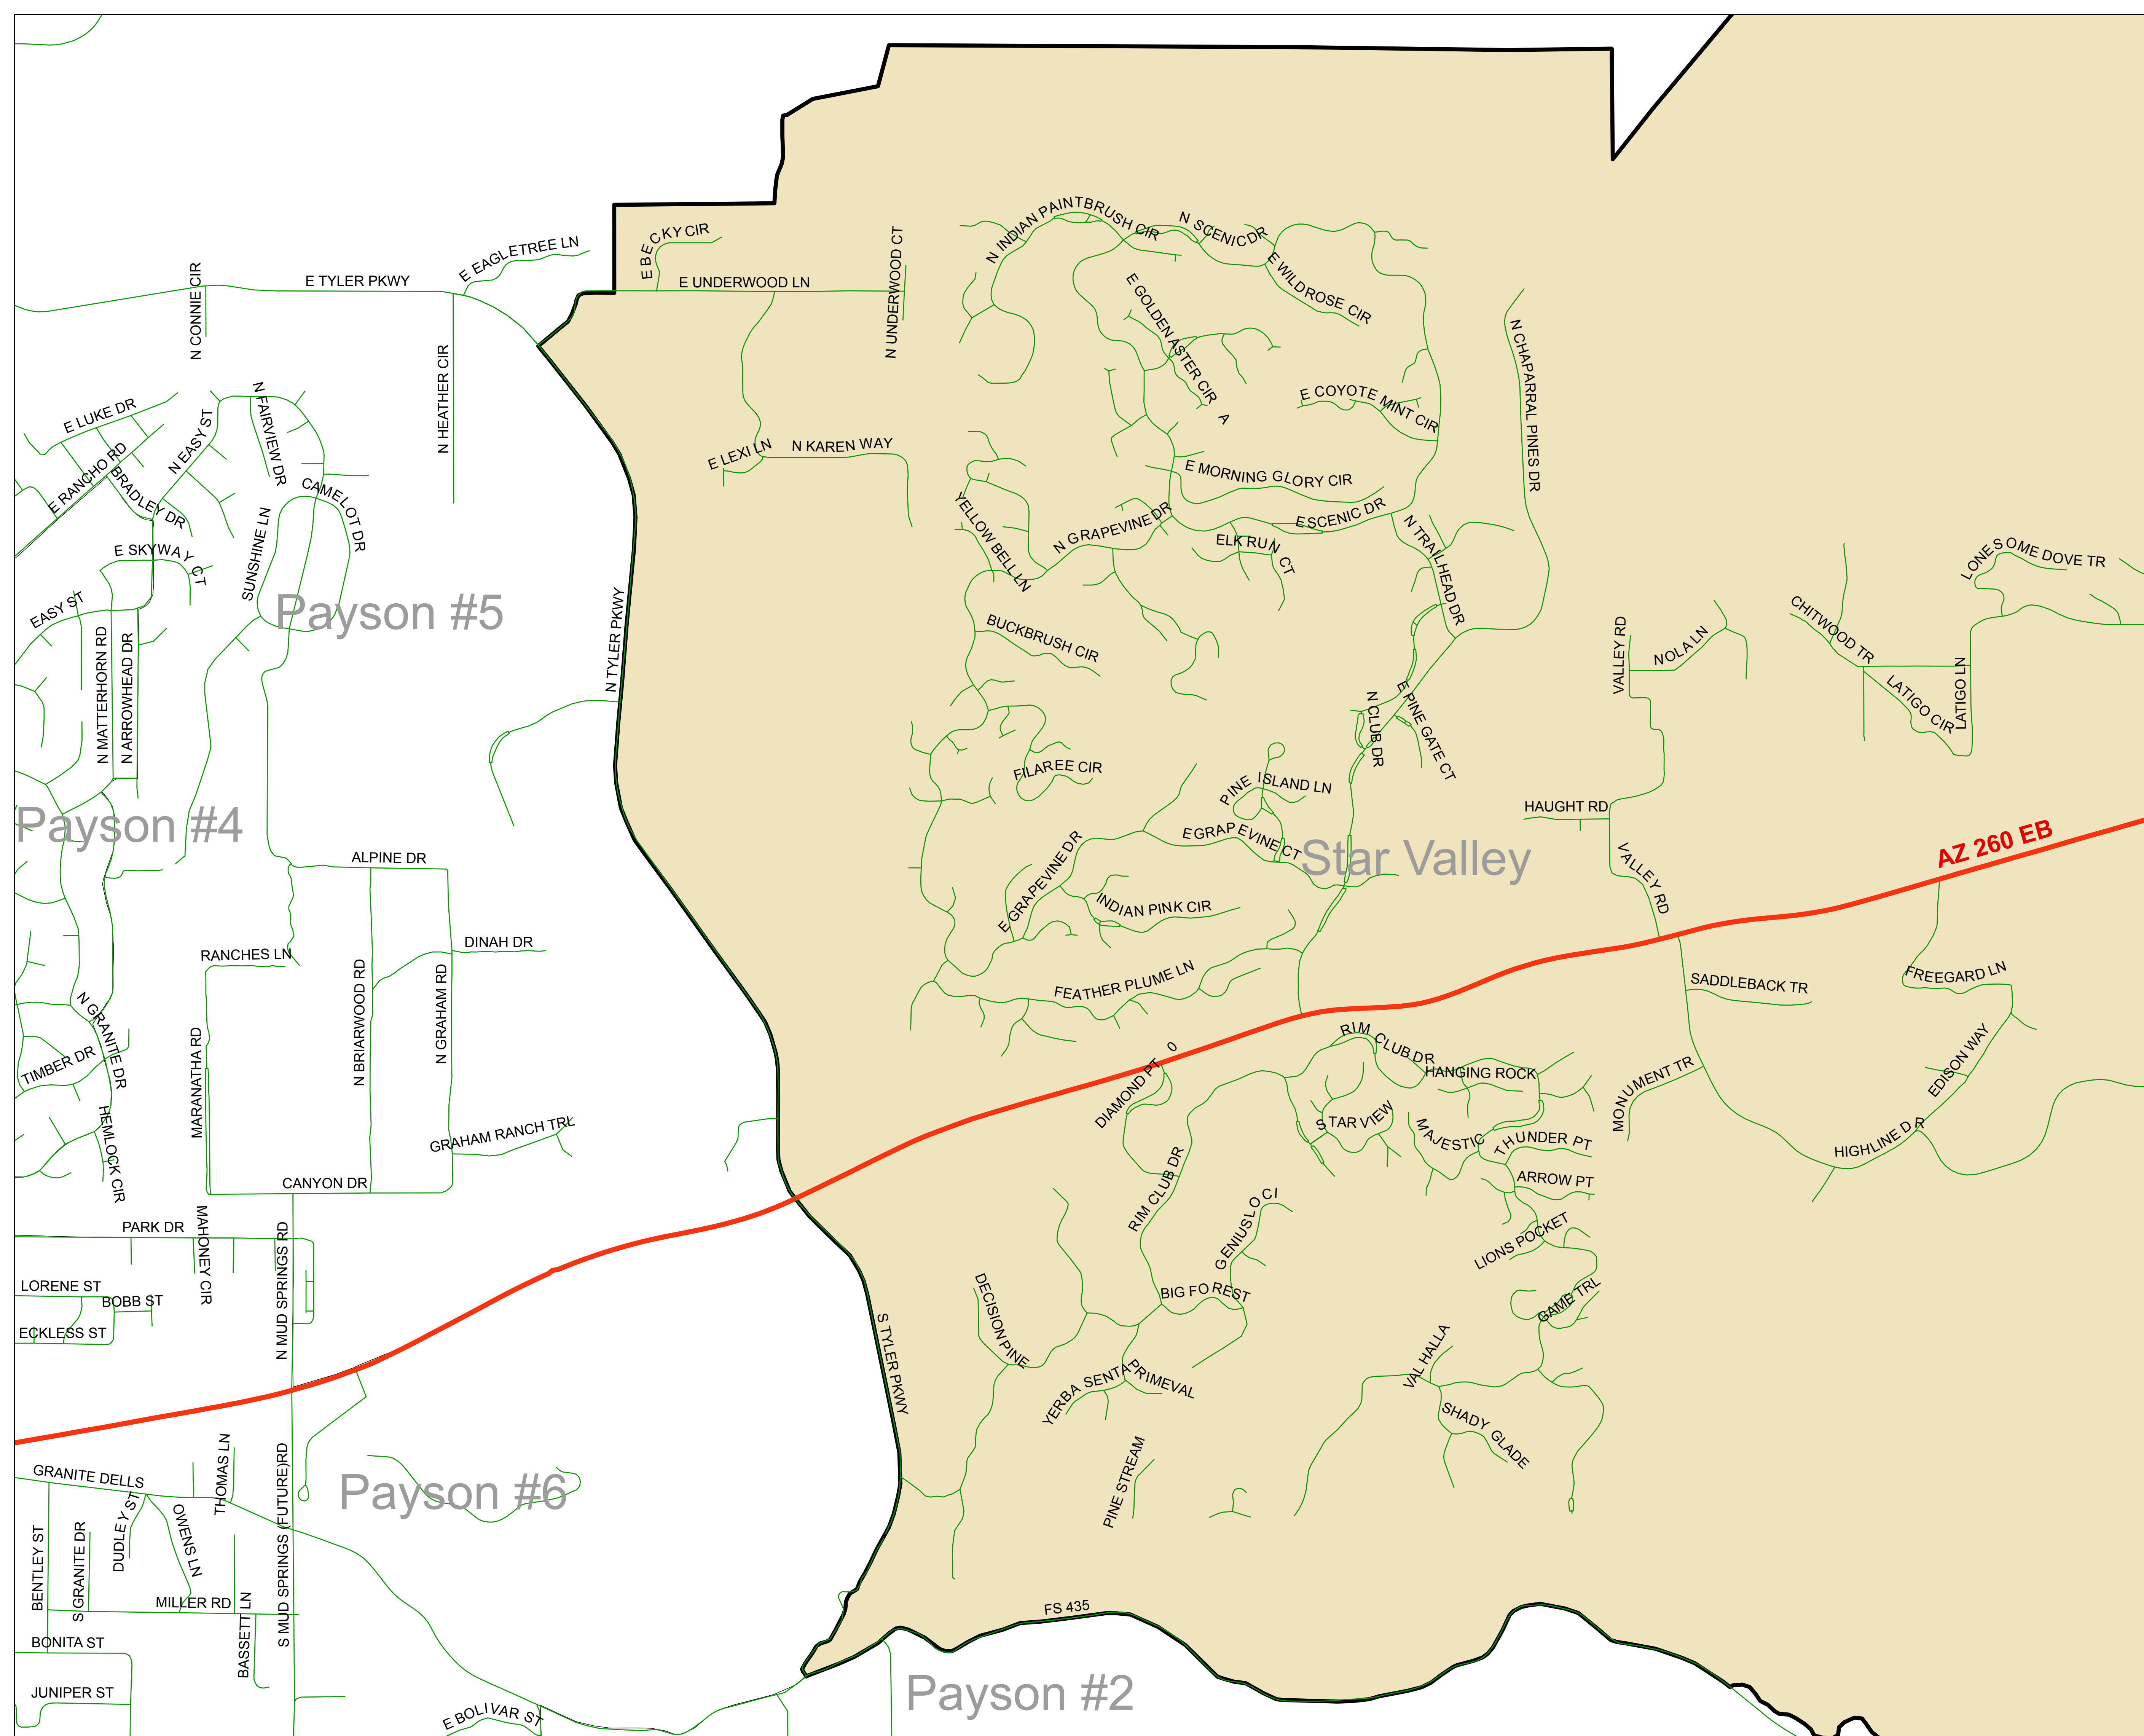 E BECKY CIR
N INDIAN PAINTBRUSH CIR
N SCENIC DR
E EAGLETREE LN
N CONNIE CIR
E TYLER PKWY
E UNDERWOOD LN
N UNDERWOOD CT
E WILD ROSE CIR
E GOLDEN ASTER CIR
A
N HEATHER CIR
N CHAPARRAL PINES DR
E LUKE DR
N EASY ST
N FAIRVIEW DR
E COYOTE MINT CIR
E RANCHO RD
BRADLEY DR
CAMELOT DR
E LEXI LN
N KAREN WAY
E MORNING GLORY CIR
YELLOW BELL LN
N GRAPEVINE DR
E SCENIC DR
N TRAILHEAD DR
E SKYWAY CT
SUNSHINE LN
ELK RUN CT
LONESOME DOVE TR
EASY ST
Payson #5
N TYLER PKWY
BUCKBRUSH CIR
VALLEY RD
NOLA LN
CHITWOOD TR
N MATTERHORN RD
N ARROWHEAD DR
LATIGO CIR
LATIGO LN
N CLUB DR
E PINE GATE CT
FILAREE CIR
PINE ISLAND LN
HAUGHT RD
Payson #4
E GRAPEVINE CT
Star Valley
AZ 260 EB
ALPINE DR
E GRAPEVINE DR
VALLEY RD
INDIAN PINK CIR
RANCHES LN
DINAH DR
N BRIARWOOD RD
N GRAHAM RD
FEATHER PLUME LN
SADDLEBACK TR
FREEGARD LN
N GRANITE DR
TIMBER DR
MARANATHA RD
DIAMOND PT
0
RIM CLUB DR
HANGING ROCK
MONUMENT TR
EDISON WAY
HEMLOCK CIR
GRAHAM RANCH TRL
STAR VIEW
MAJESTIC
THUNDER PT
HIGHLINE DR
CANYON DR
RIM CLUB DR
ARROW PT
PARK DR
MAHONEY CIR
N MUD SPRINGS RD
GENIUS LOCI
LIONS POCKET
LORENE ST
BOBB ST
ECKLESS ST
DECISION PINE
BIG FOREST
GAME TRL
S TYLER PKWY
YERBA SENTA
PRIMEVAL
VAL HALLA
SHADY GLADE
GRANITE DELLS
THOMAS LN
Payson #6
PINE STREAM
BENTLEY ST
S GRANITE DR
DUDLEY ST
OWENS LN
S MUD SPRINGS (FUTURE)RD
MILLER RD
BASSETT LN
FS 435
BONITA ST
JUNIPER ST
E BOLIVAR ST
Payson #2